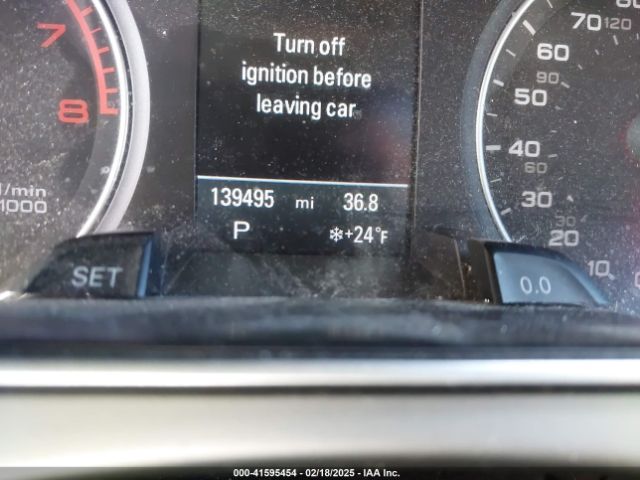 Turn off
ignition before
leaving car
139495 mi 36.8
P ❄+24°F
7
8
1/min
1000
SET
0.0
70 120
60
90
50
40
60
30
30
20
10
000-41595454 - 02/18/2025 - IAA Inc.